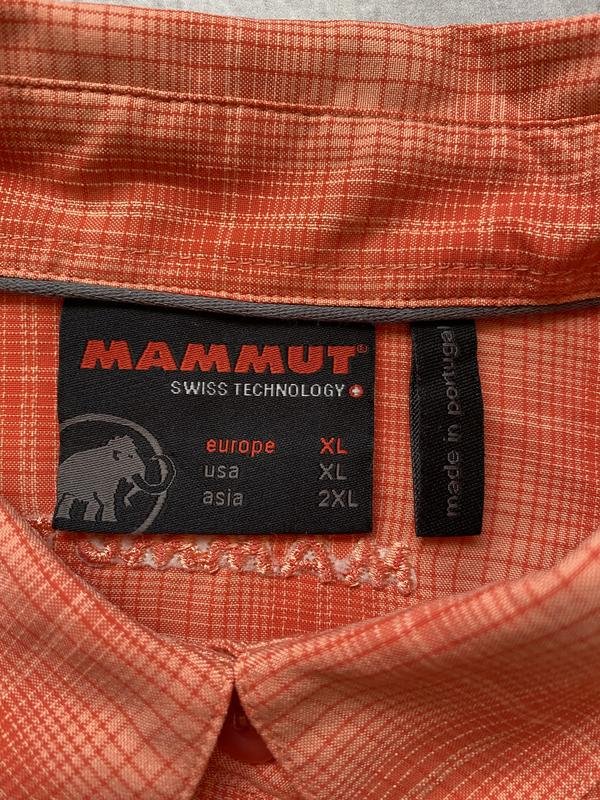 MAMMUT®
SWISS TECHNOLOGY
europe XL
usa XL
asia 2XL
made in portugal